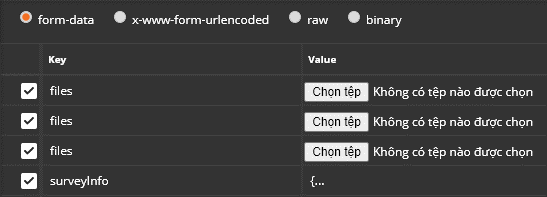 form-data x-www-form-urlencoded raw binary
Key Value
files Chọn tệp Không có tệp nào được chọn
files Chọn tệp Không có tệp nào được chọn
files Chọn tệp Không có tệp nào được chọn
surveyInfo {...